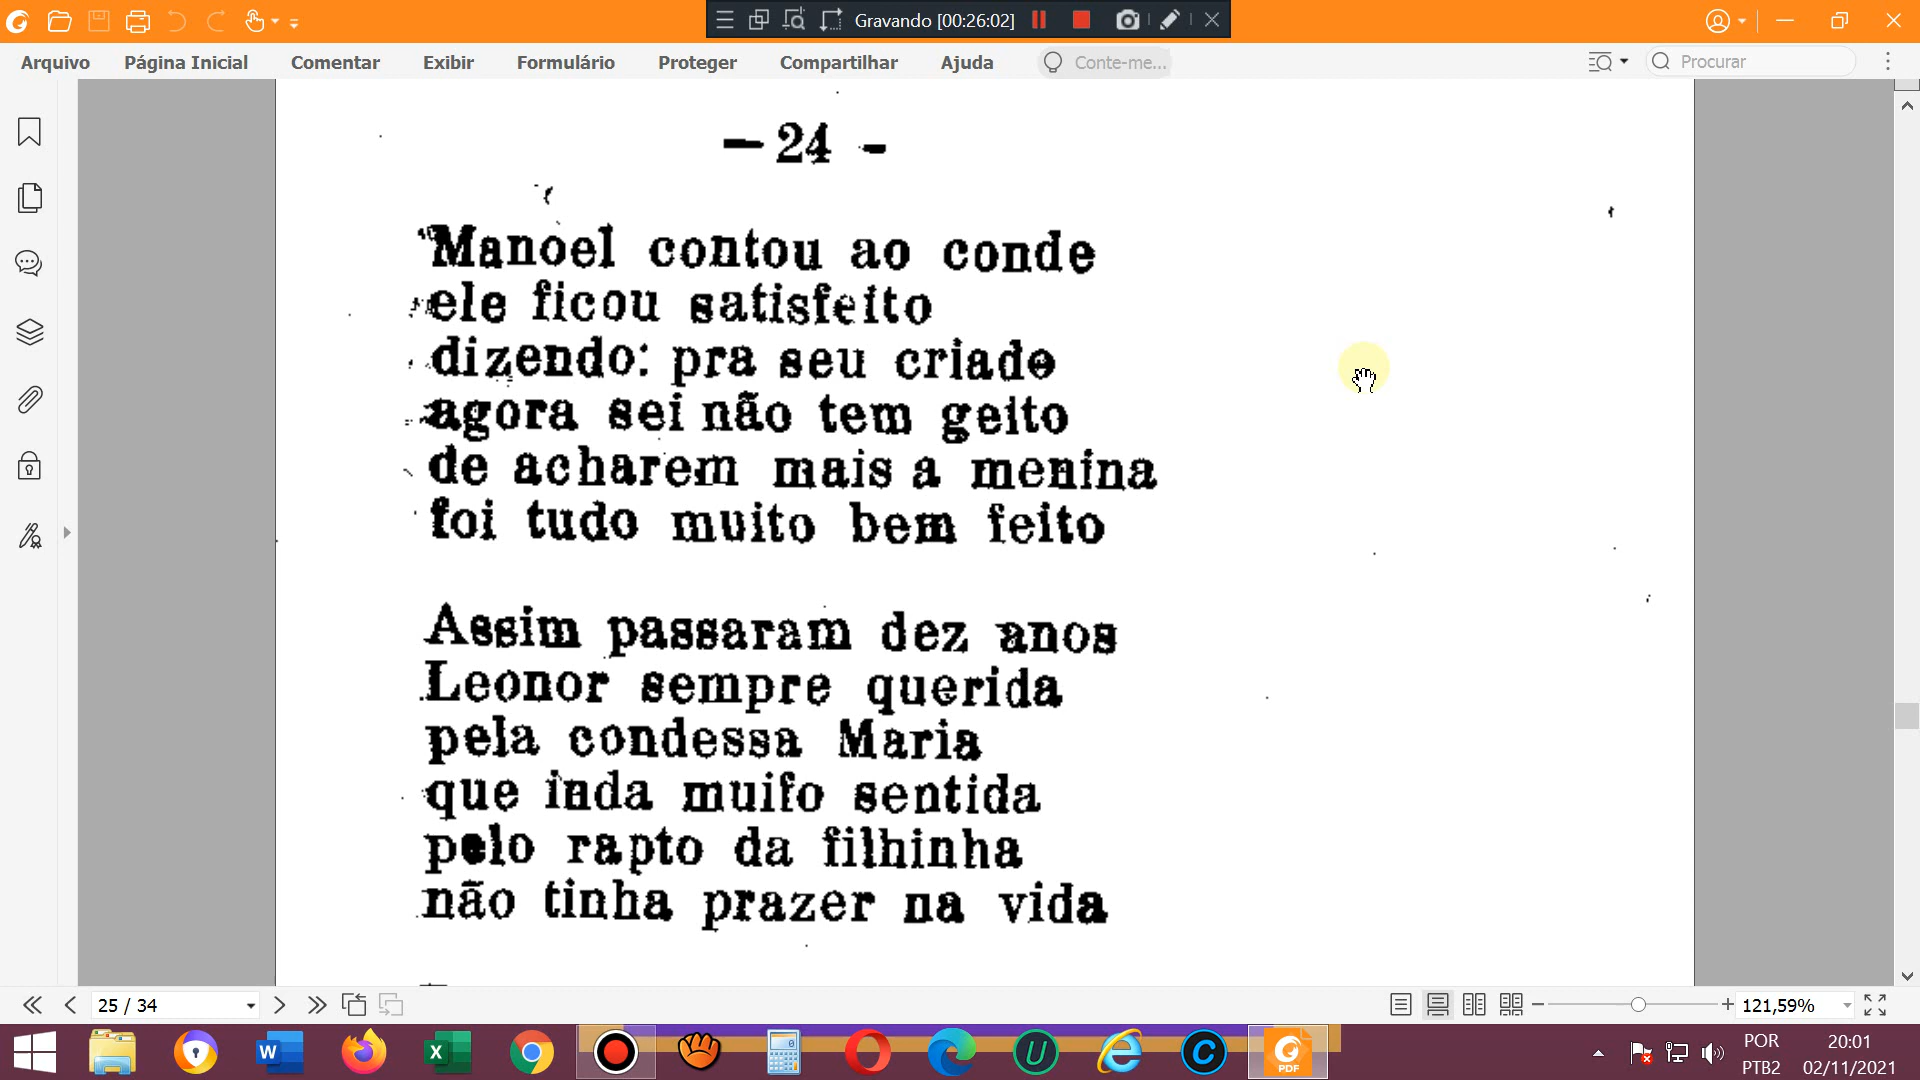 Gravando [00:26:02]
Arquivo Página Inicial Comentar Exibir Formulário Proteger Compartilhar Ajuda Conte-me... Procurar
— 24 -
Manoel contou ao conde
ele ficou satisfeito
dizendo: pra seu criado
agora sei não tem geito
de acharem mais a menina
foi tudo muito bem feito
Assim passaram dez anos
Leonor sempre querida
pela condessa Maria
que inda muifo sentida
pelo rapto da filhinha
não tinha prazer na vida
25 / 34
121,59%
POR 20:01
PTB2 02/11/2021